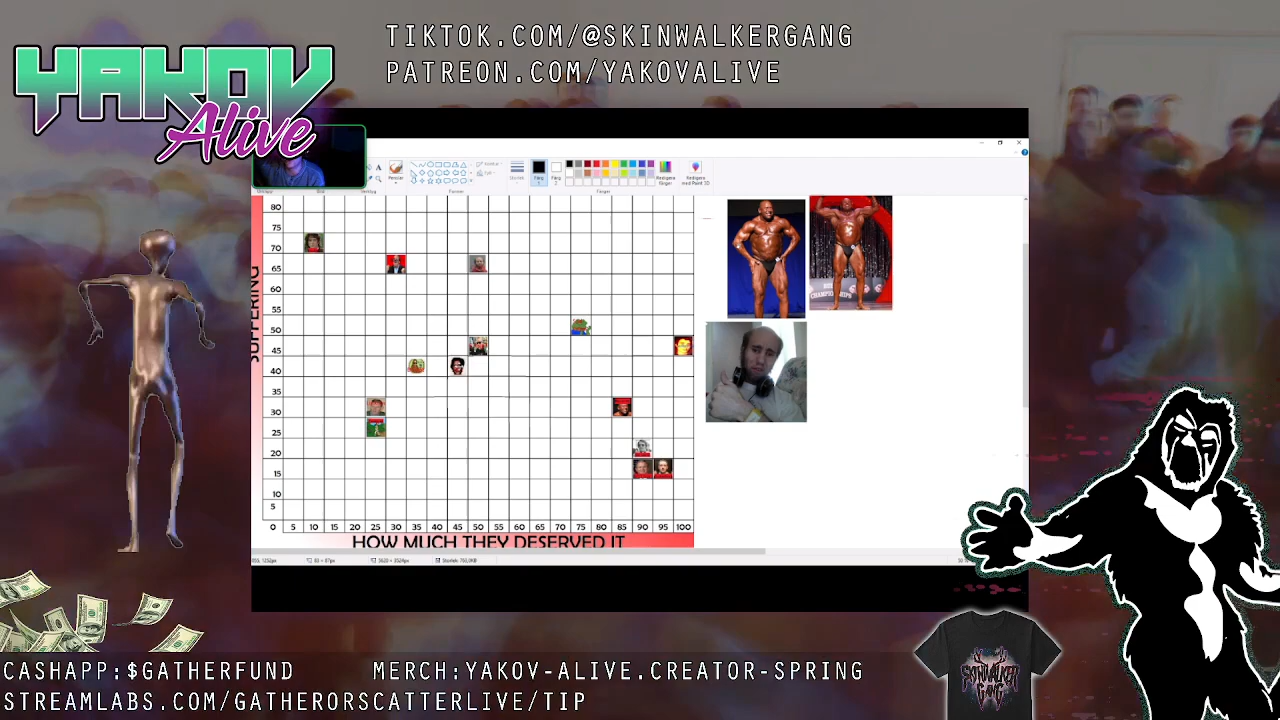 TIKTOK.COM/@SKINWALKERGANG
PATREON.COM/YAKOVALIVE
YAKOV
Alive
80
75
70
65
55
50
45
40
35
30
25
20
15
10
5
0 5 10 25 30 35 40 45 50 55 60 65 70 75 80 85 90 95 100
SUFFERING
HOW MUCH THEY DESERVED IT
CHAMPIONSHIPS
SKINWALKER
GANG
CASHAPP:$GATHERFUND
MERCH:YAKOV-ALIVE.CREATOR-SPRING
STREAMLABS.COM/GATHERORSCATTERLIVE/TIP